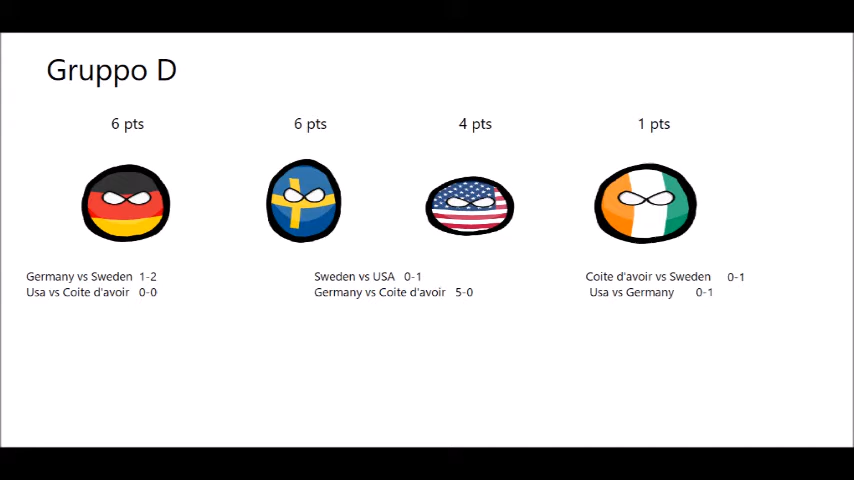 Gruppo D
6 pts 6 pts 4 pts 1 pts
Germany vs Sweden 1-2 Sweden vs USA 0-1 Coite d'avoir vs Sweden 0-1
Usa vs Coite d'avoir 0-0 Germany vs Coite d'avoir 5-0 Usa vs Germany 0-1